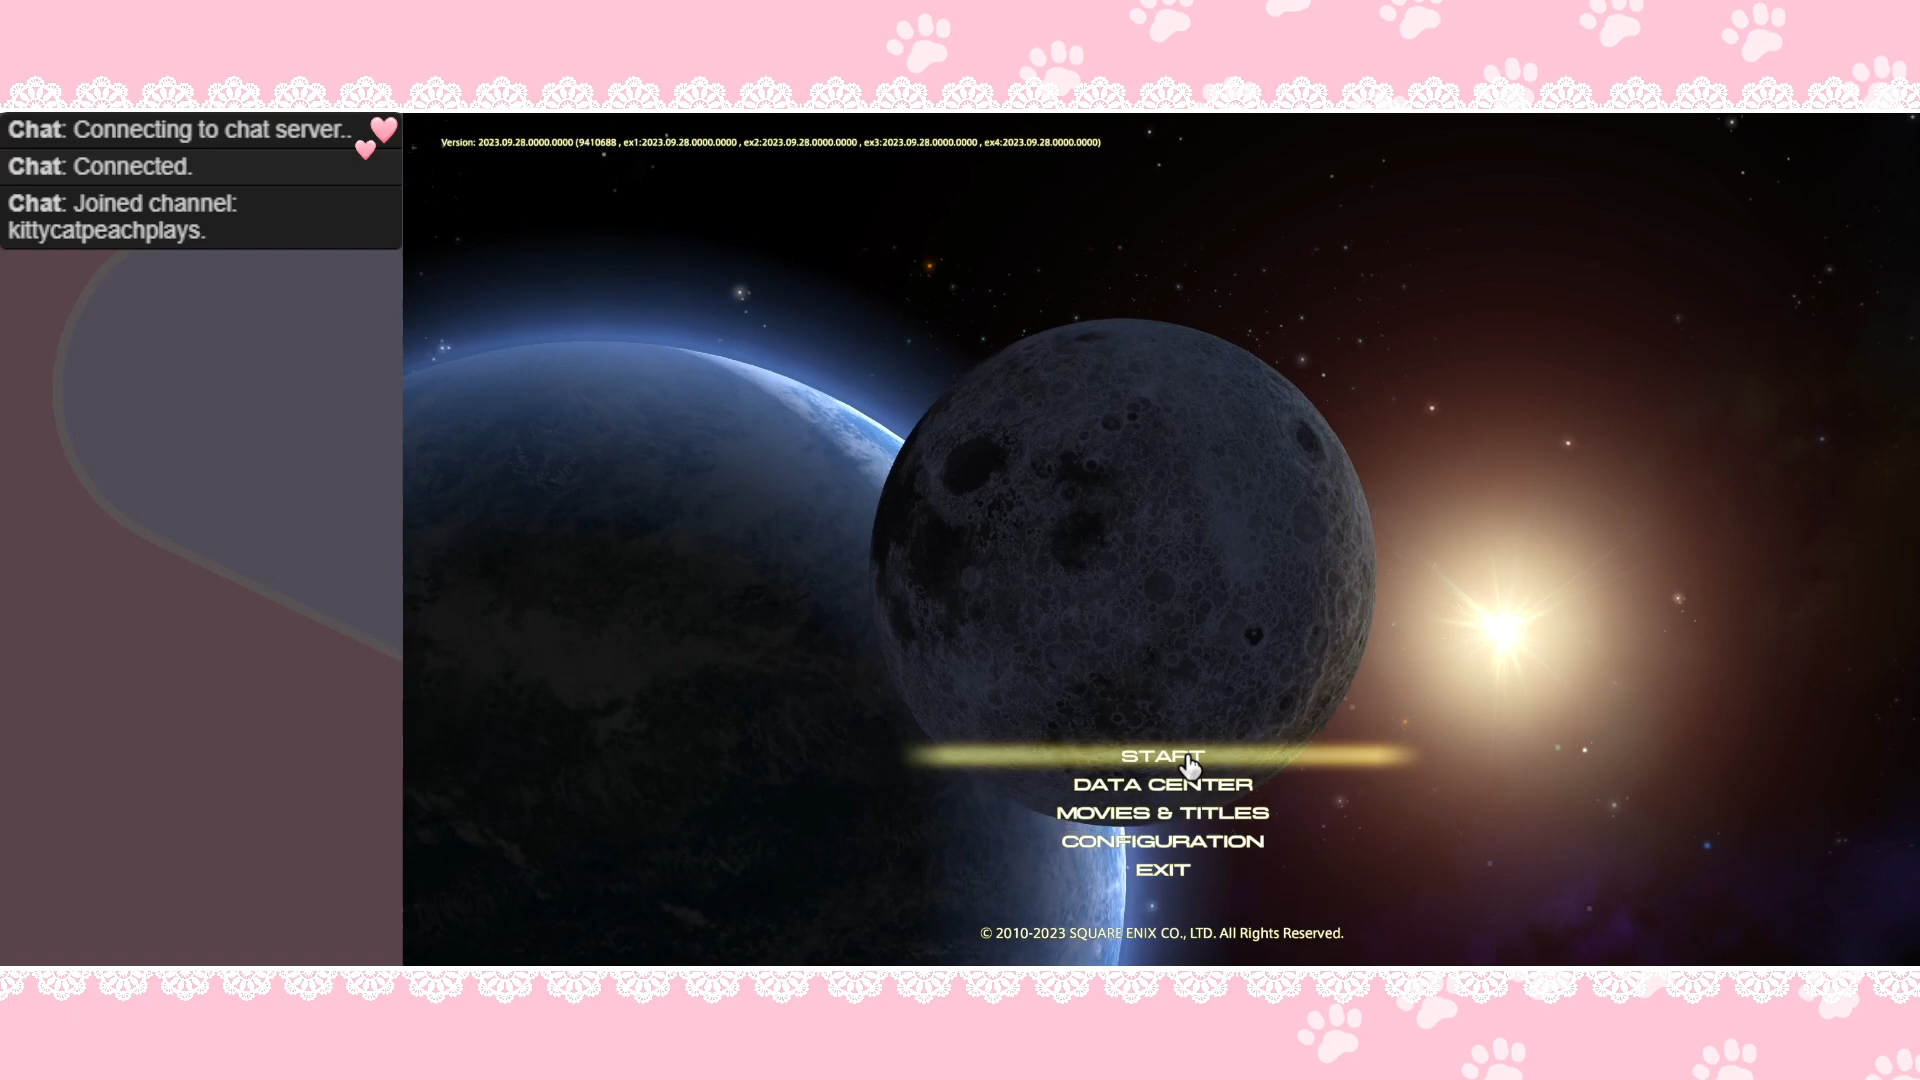 Chat: Connecting to chat server..
Chat: Connected.
Chat: Joined channel:
kittycatpeachplays.
Version: 2023.09.28.0000.0000 (9410688 , ex1:2023.09.28.0000.0000 , ex2:2023.09.28.0000.0000 , ex3:2023.09.28.0000.0000 , ex4:2023.09.28.0000.0000)
START
DATA CENTER
MOVIES & TITLES
CONFIGURATION
EXIT
© 2010-2023 SQUARE ENIX CO., LTD. All Rights Reserved.